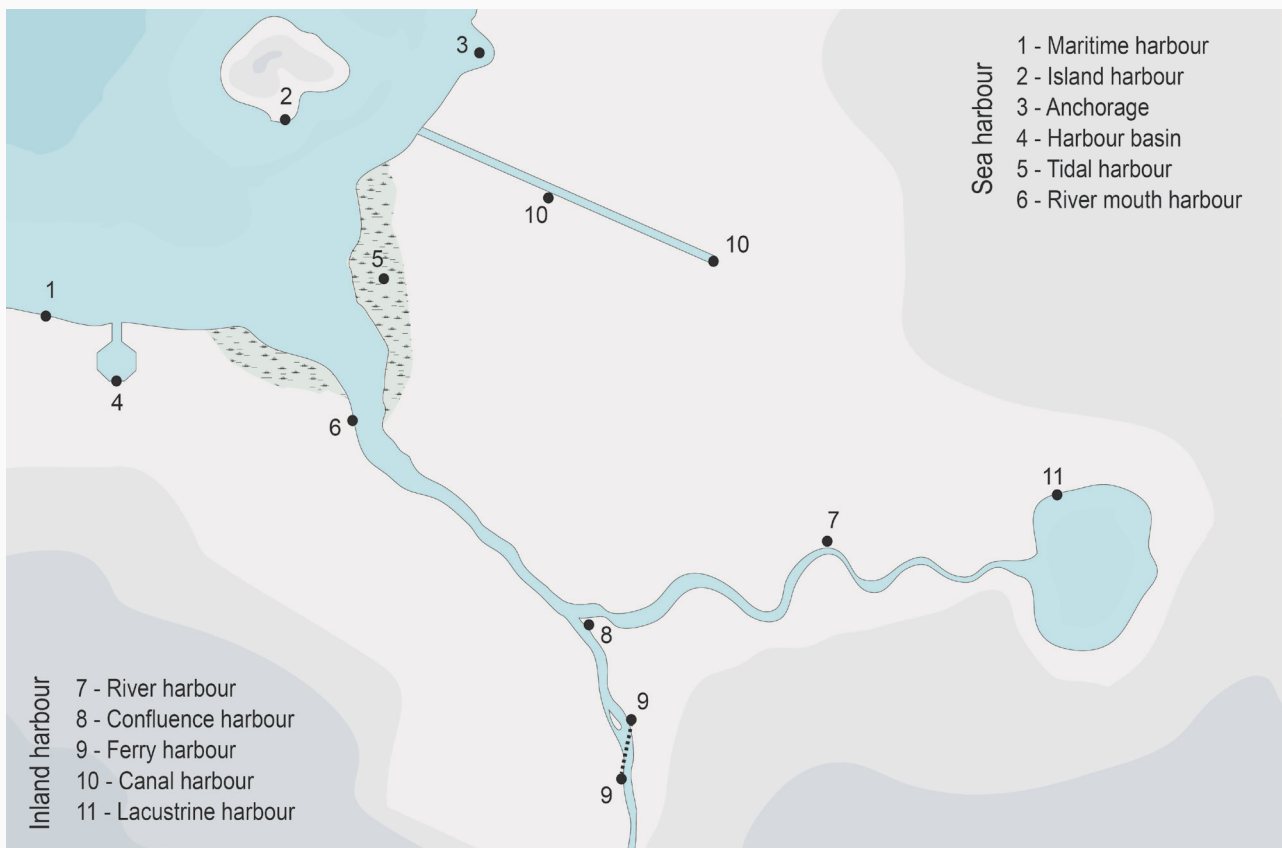 3
2
10
10
5
1
4
6
11
7
8
9
9
Sea harbour
1 - Maritime harbour
2 - Island harbour
3 - Anchorage
4 - Harbour basin
5 - Tidal harbour
6 - River mouth harbour
Inland harbour
7 - River harbour
8 - Confluence harbour
9 - Ferry harbour
10 - Canal harbour
11 - Lacustrine harbour